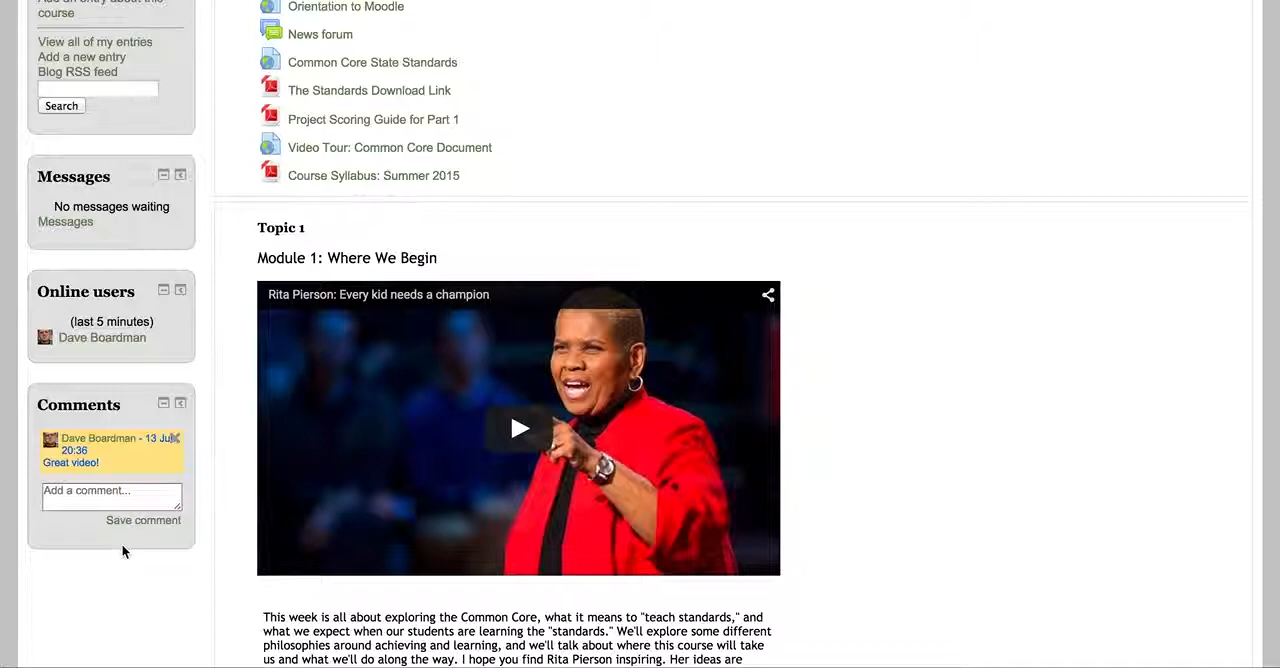 Add an entry about this
course
View all of my entries
Add a new entry
Blog RSS feed
Search
Messages
No messages waiting
Messages
Online users
(last 5 minutes)
Dave Boardman
Comments
Dave Boardman - 13 Jul
20:36
Great video!
Add a comment...
Save comment
Orientation to Moodle
News forum
Common Core State Standards
The Standards Download Link
Project Scoring Guide for Part 1
Video Tour: Common Core Document
Course Syllabus: Summer 2015
Topic 1
Module 1: Where We Begin
Rita Pierson: Every kid needs a champion
This week is all about exploring the Common Core, what it means to "teach standards," and
what we expect when our students are learning the "standards." We'll explore some different
philosophies around achieving and learning, and we'll talk about where this course will take
us and what we'll do along the way. I hope you find Rita Pierson inspiring. Her ideas are